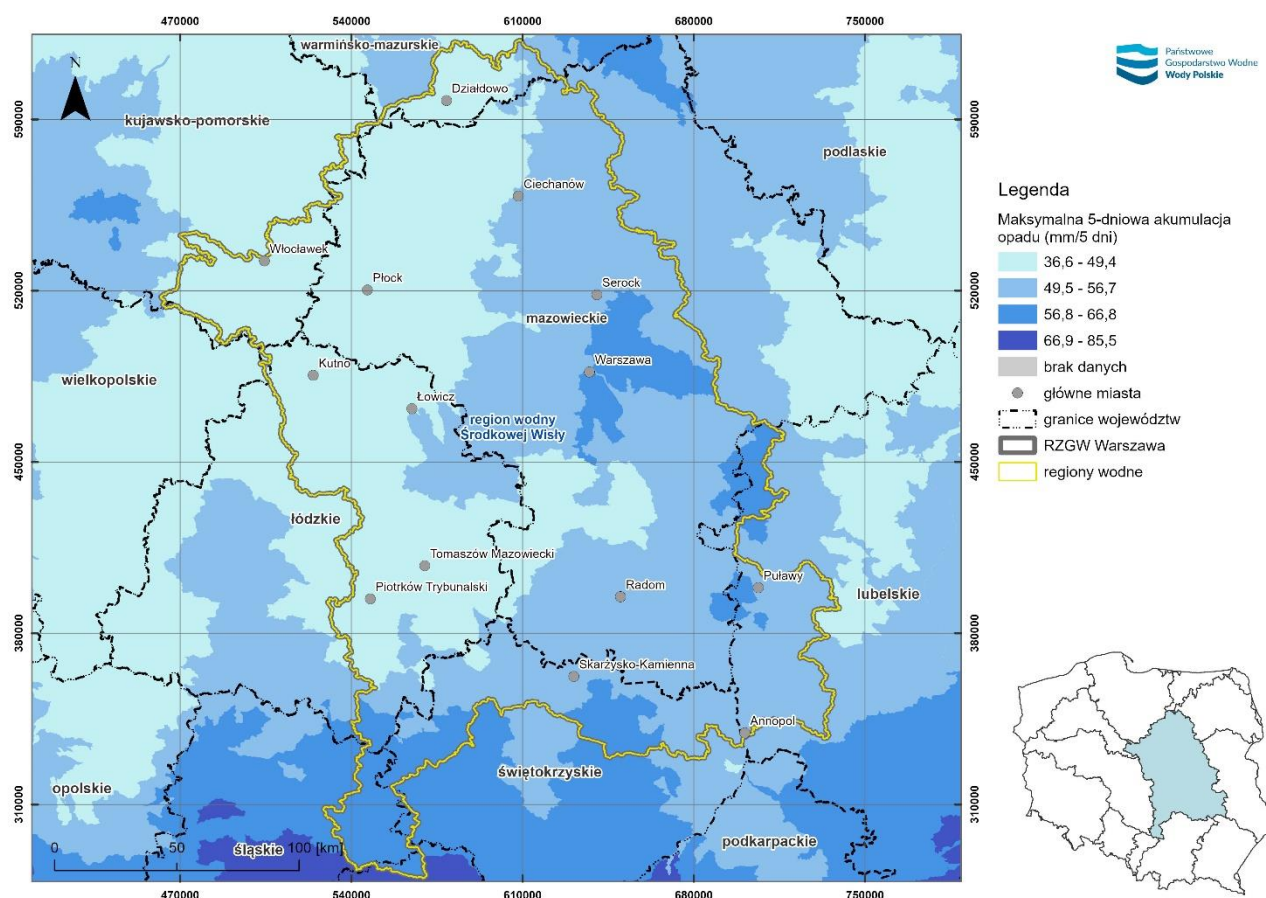 470000 540000 610000 680000 750000
warmińsko-mazurskie
N
Działdowo
590000 590000
kujawsko-pomorskie
podlaskie
Ciechanów
Włocławek
Płock
Serock
520000 520000
mazowieckie
Warszawa
Kutno
wielkopolskie
Łowicz
region wodny
Środkowej Wisły
450000 450000
łódzkie
Tomaszów Mazowiecki
Piotrków Trybunalski
Radom
Puławy
lubelskie
380000 380000
Skarżysko-Kamienna
Annopol
świętokrzyskie
opolskie
310000 310000
podkarpackie
śląskie
0 50 100 [km]
470000 540000 610000 680000 750000
Państwowe
Gospodarstwo Wodne
Wody Polskie
Legenda
Maksymalna 5-dniowa akumulacja
opadu (mm/5 dni)
36,6 - 49,4
49,5 - 56,7
56,8 - 66,8
66,9 - 85,5
brak danych
główne miasta
granice województw
RZGW Warszawa
regiony wodne